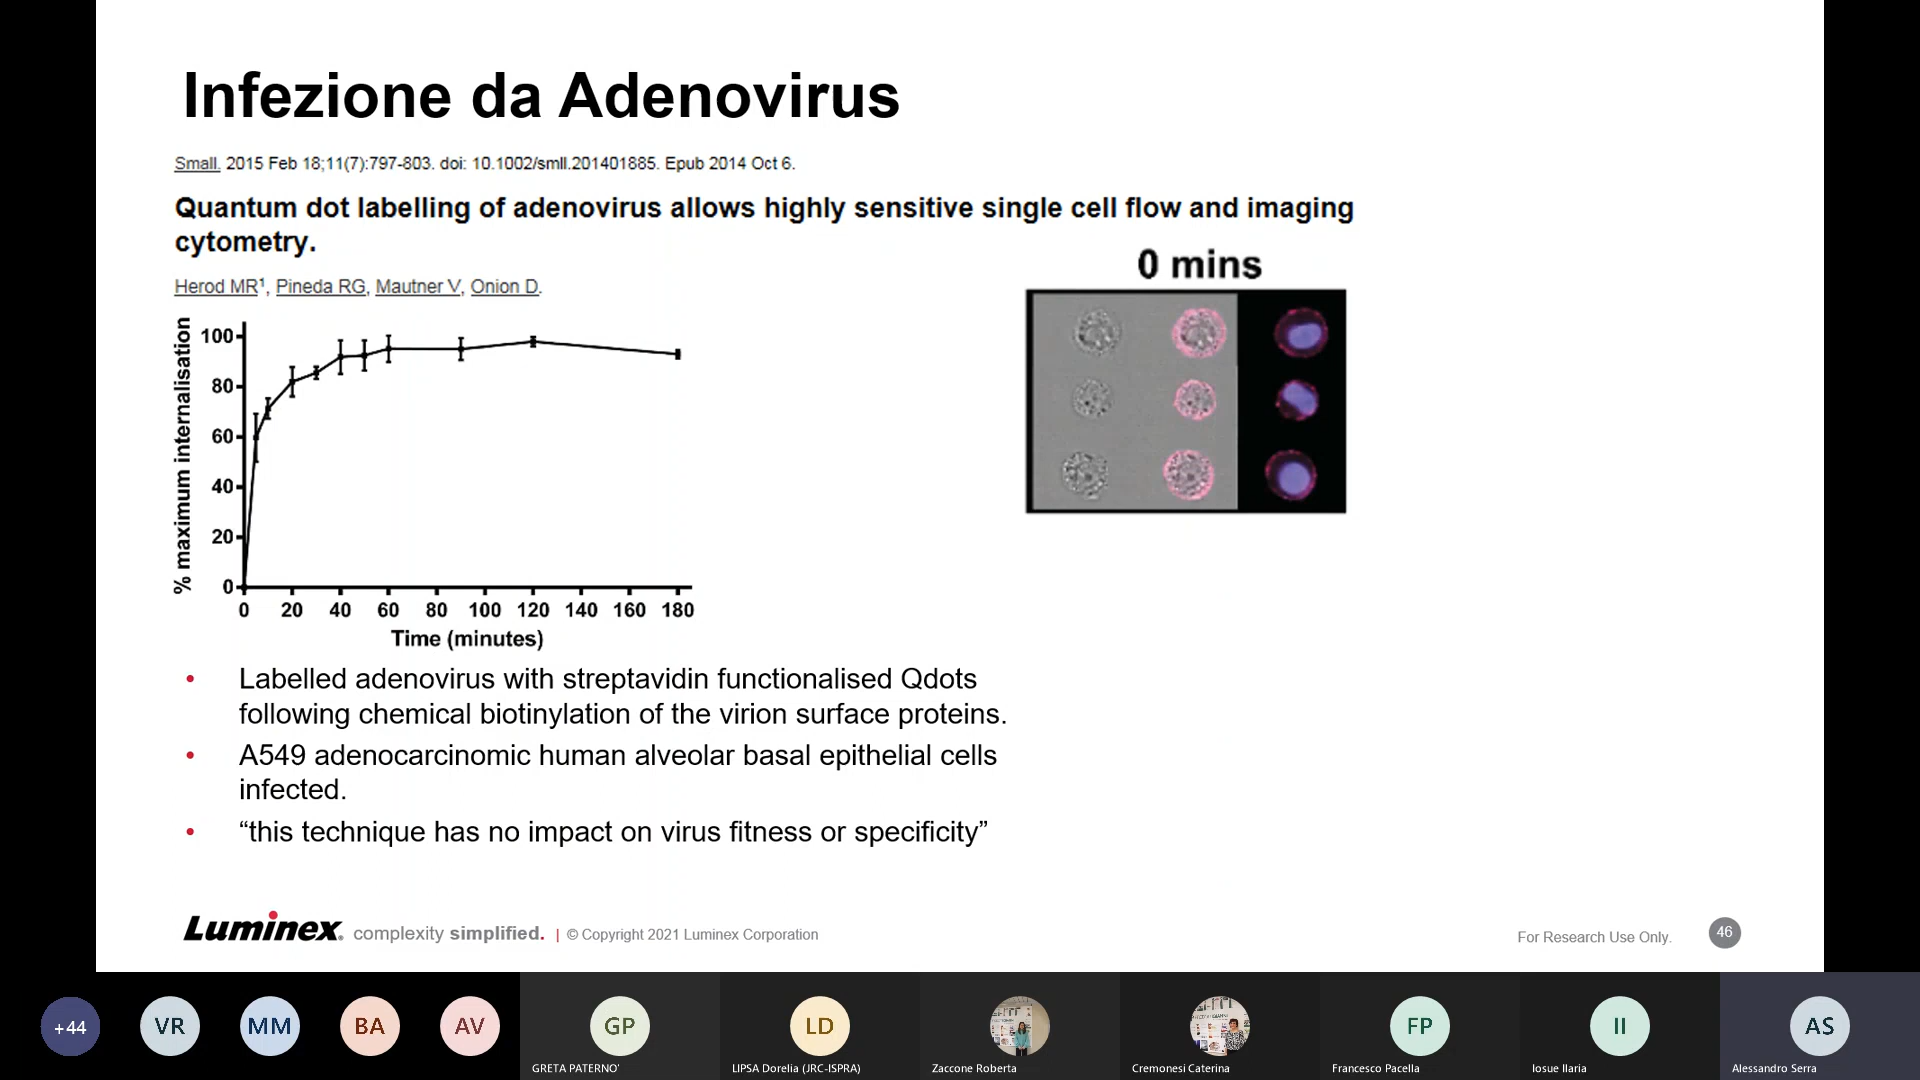 Infezione da Adenovirus
Small. 2015 Feb 18;11(7):797-803. doi: 10.1002/smll.201401885. Epub 2014 Oct 6.
Quantum dot labelling of adenovirus allows highly sensitive single cell flow and imaging
cytometry.
Herod MR¹, Pineda RG, Mautner V, Onion D.
0 mins
% maximum internalisation
100
80
60
40
20
0
0 20 40 60 80 100 120 140 160 180
Time (minutes)
• Labelled adenovirus with streptavidin functionalised Qdots
following chemical biotinylation of the virion surface proteins.
• A549 adenocarcinomic human alveolar basal epithelial cells
infected.
• “this technique has no impact on virus fitness or specificity”
Luminex® complexity simplified. | © Copyright 2021 Luminex Corporation
For Research Use Only. 46
+44 VR MM BA AV GP LD FP II AS
GRETA PATERNO' LIPSA Dorelia (JRC-ISPRA) Zaccone Roberta Cremonesi Caterina Francesco Pacella Iosue Ilaria Alessandro Serra